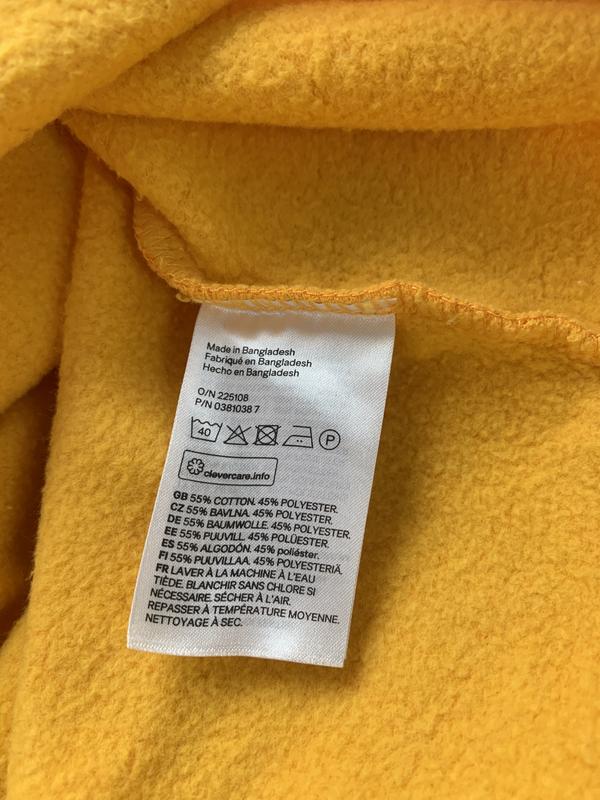 Made in Bangladesh
Fabriqué en Bangladesh
Hecho en Bangladesh
O/N 225108
P/N 0381038 7
40 P
clevercare.info
GB 55% COTTON. 45% POLYESTER.
CZ 55% BAVLNA. 45% POLYESTER.
DE 55% BAUMWOLLE. 45% POLYESTER.
EE 55% PUUVILL. 45% POLÜESTER.
ES 55% ALGODÓN. 45% poliéster.
FI 55% PUUVILLAA. 45% POLYESTERIÄ.
FR LAVER À LA MACHINE À L'EAU
TIÈDE. BLANCHIR SANS CHLORE SI
NÉCESSAIRE. SÉCHER À L'AIR.
REPASSER À TEMPÉRATURE MOYENNE.
NETTOYAGE À SEC.